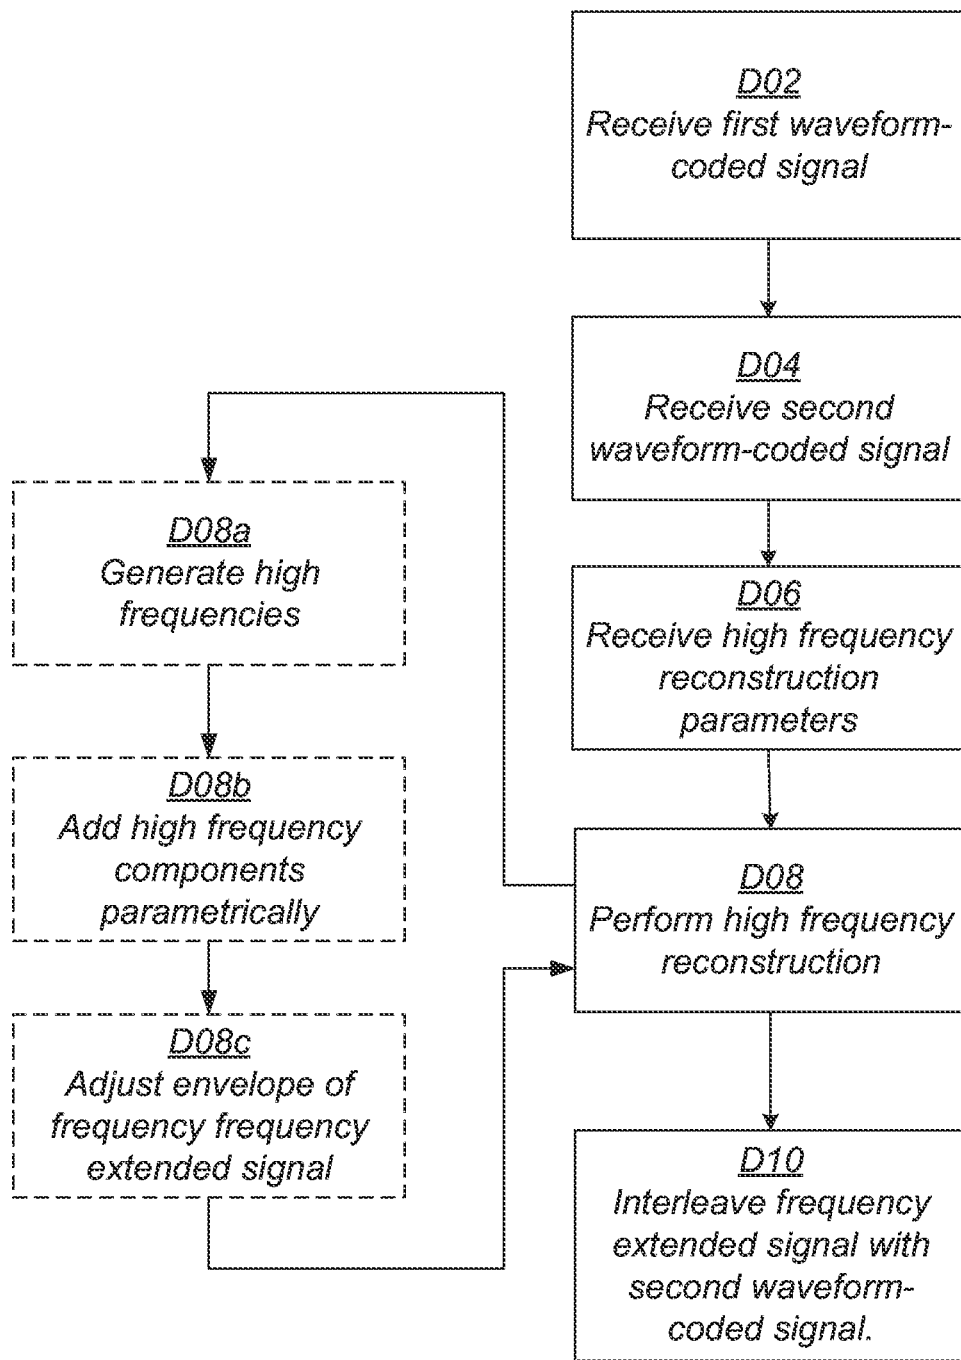 D02
Receive first waveform-
coded signal
D04
Receive second
waveform-coded signal
D06
Receive high frequency
reconstruction
parameters
D08
Perform high frequency
reconstruction
D08a
Generate high
frequencies
D08b
Add high frequency
components
parametrically
D08c
Adjust envelope of
frequency frequency
extended signal
D10
Interleave frequency
extended signal with
second waveform-
coded signal.